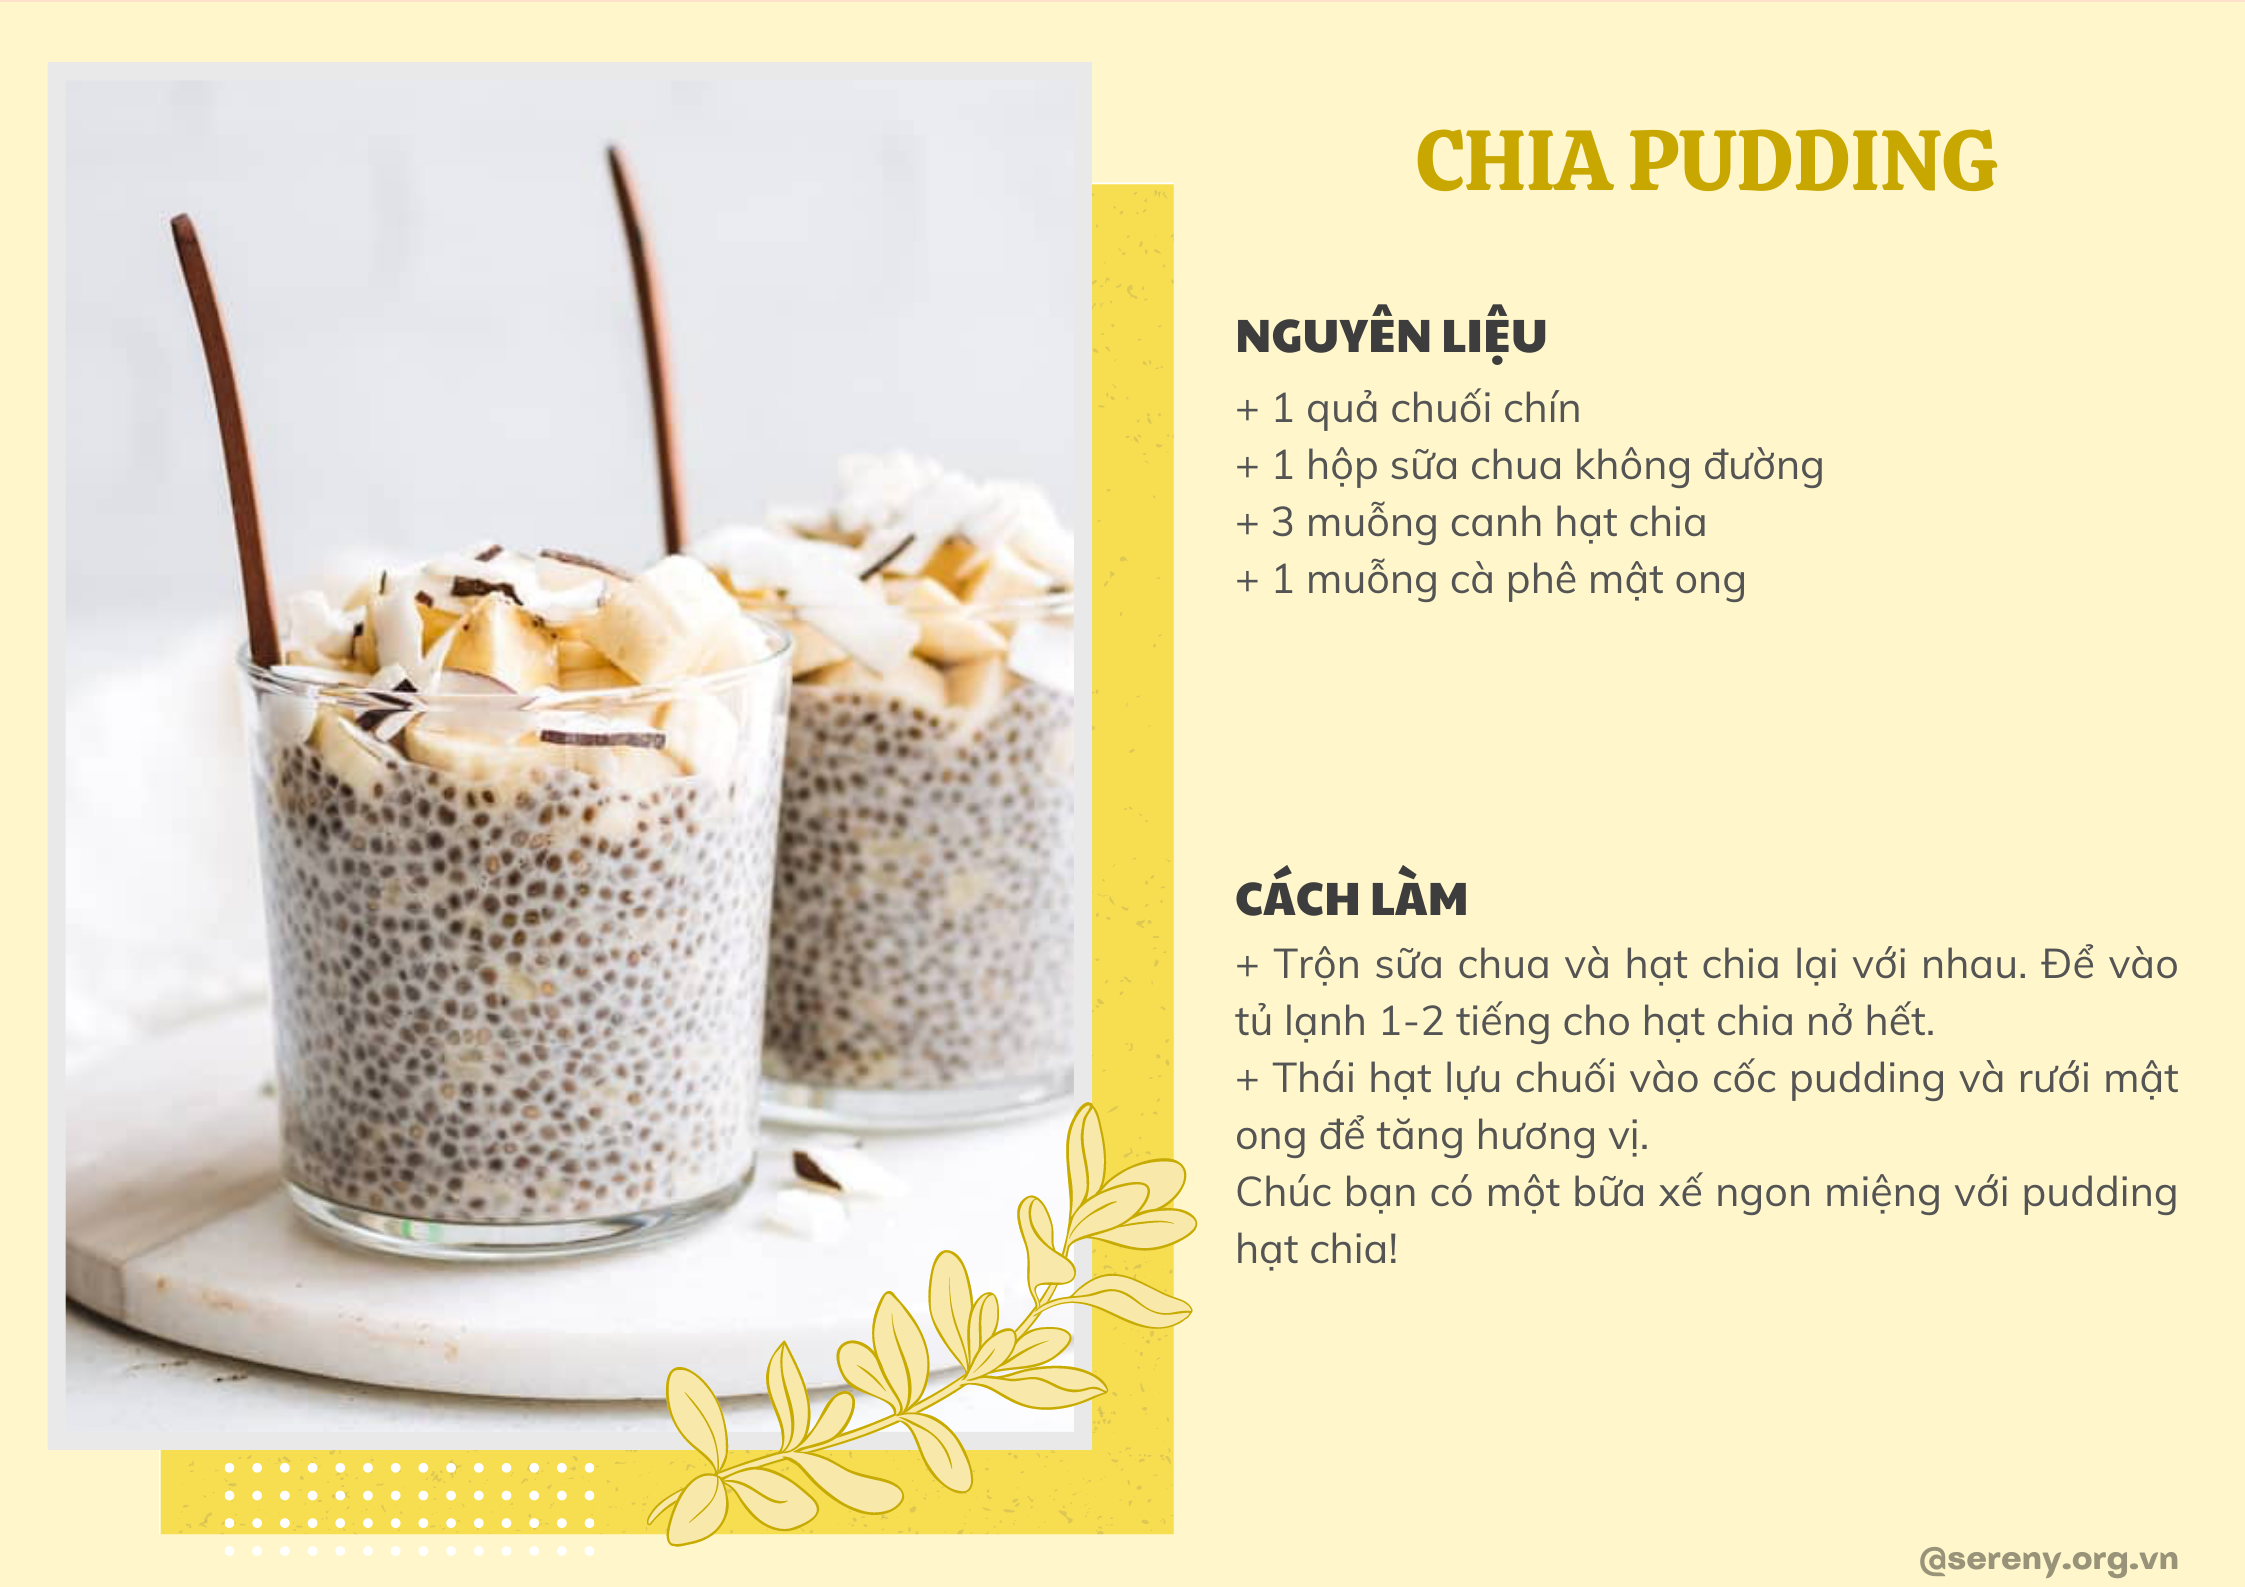 CHIA PUDDING
NGUYÊN LIỆU
+ 1 quả chuối chín
+ 1 hộp sữa chua không đường
+ 3 muỗng canh hạt chia
+ 1 muỗng cà phê mật ong
CÁCH LÀM
+ Trộn sữa chua và hạt chia lại với nhau. Để vào
tủ lạnh 1-2 tiếng cho hạt chia nở hết.
+ Thái hạt lựu chuối vào cốc pudding và rưới mật
ong để tăng hương vị.
Chúc bạn có một bữa xế ngon miệng với pudding
hạt chia!
@sereny.org.vn